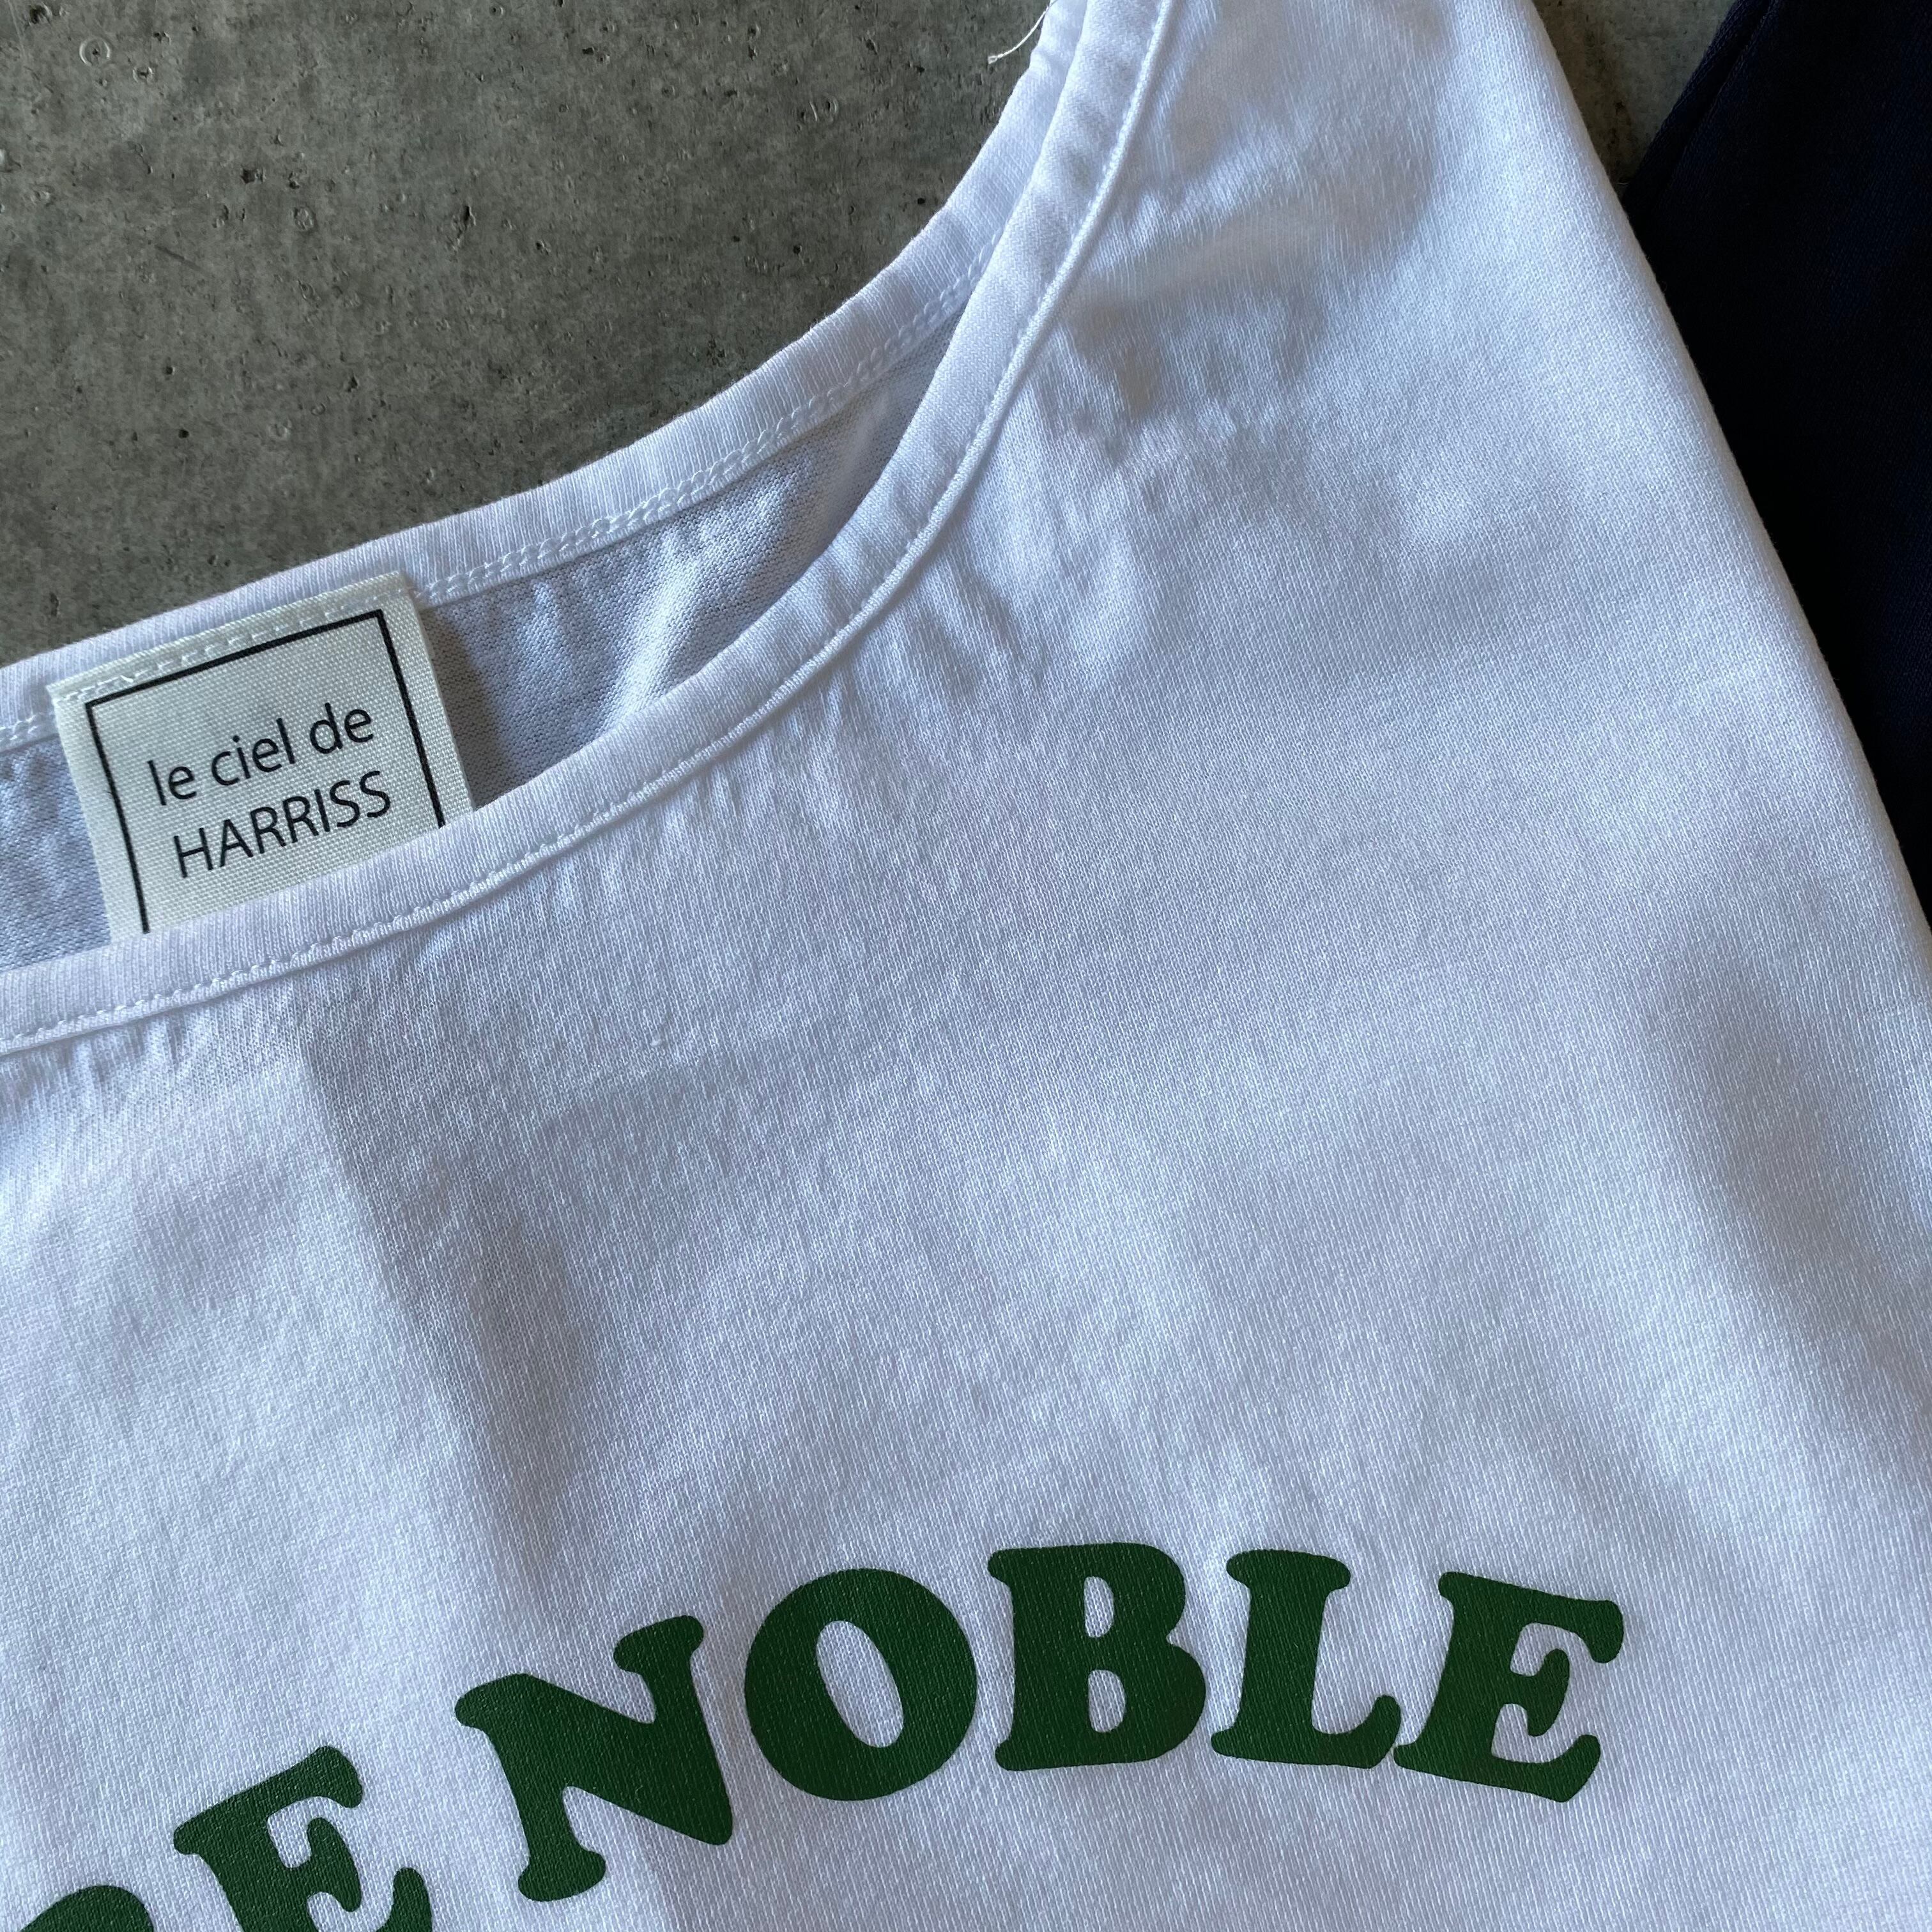 le ciel de
HARRISS
NOBLE